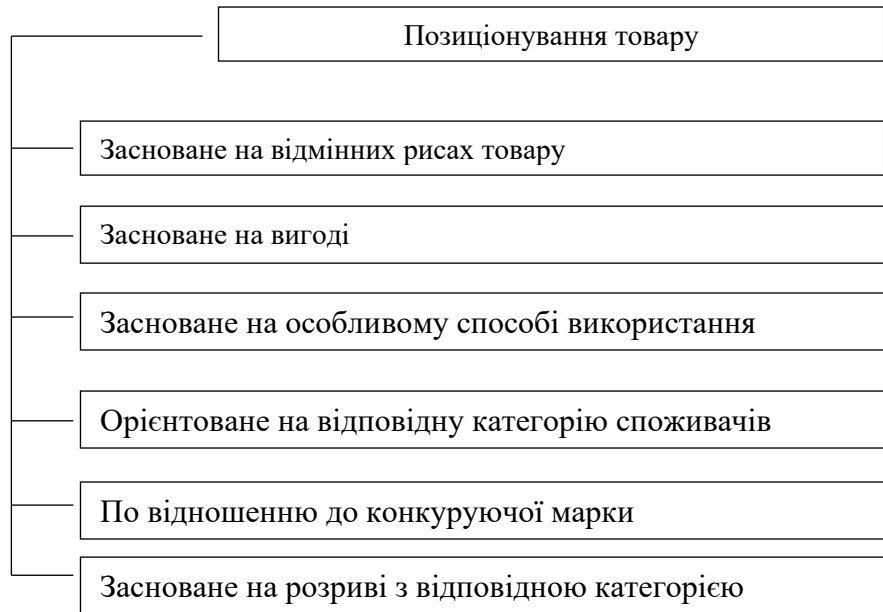 Позиціонування товару
Засноване на відмінних рисах товару
Засноване на вигоді
Засноване на особливому способі використання
Орієнтоване на відповідну категорію споживачів
По відношенню до конкуруючої марки
Засноване на розриві з відповідною категорією